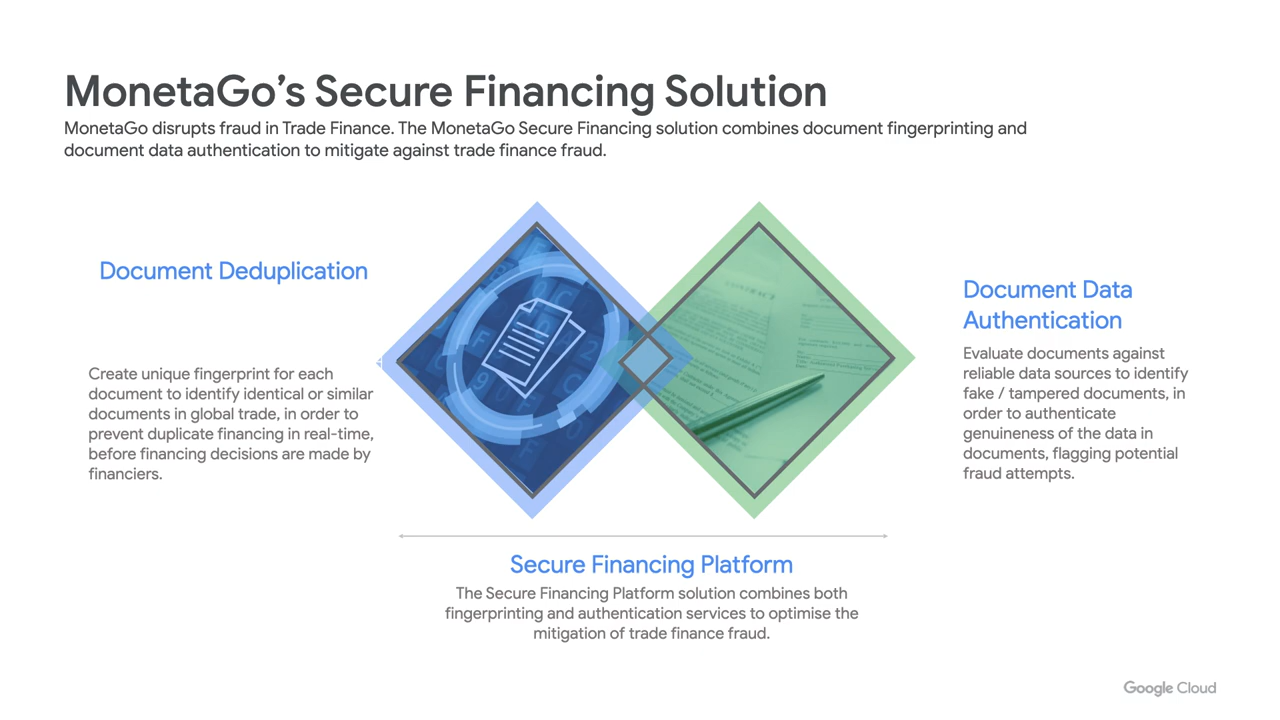 MonetaGo’s Secure Financing Solution
MonetaGo disrupts fraud in Trade Finance. The MonetaGo Secure Financing solution combines document fingerprinting and
document data authentication to mitigate against trade finance fraud.
Document Deduplication
Create unique fingerprint for each
document to identify identical or similar
documents in global trade, in order to
prevent duplicate financing in real-time,
before financing decisions are made by
financiers.
Document Data
Authentication
Evaluate documents against
reliable data sources to identify
fake / tampered documents, in
order to authenticate
genuineness of the data in
documents, flagging potential
fraud attempts.
Secure Financing Platform
The Secure Financing Platform solution combines both
fingerprinting and authentication services to optimise the
mitigation of trade finance fraud.
Google Cloud